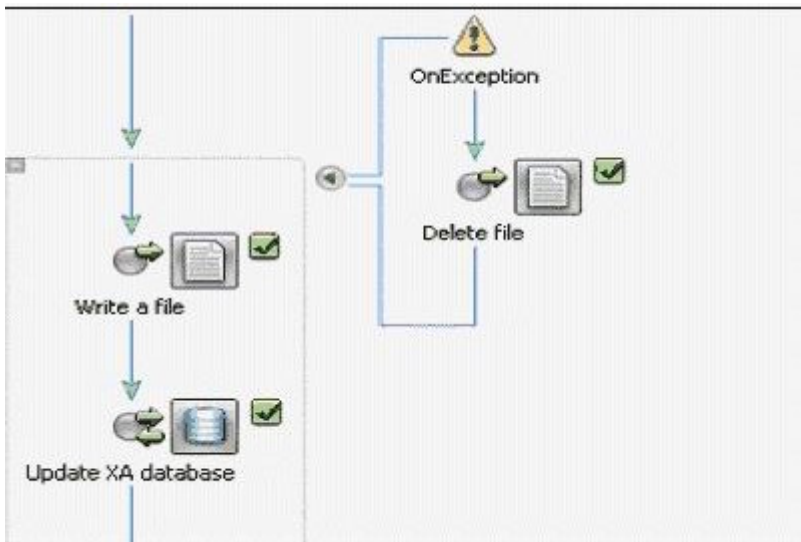 OnException
Delete file
Write a file
Update XA database